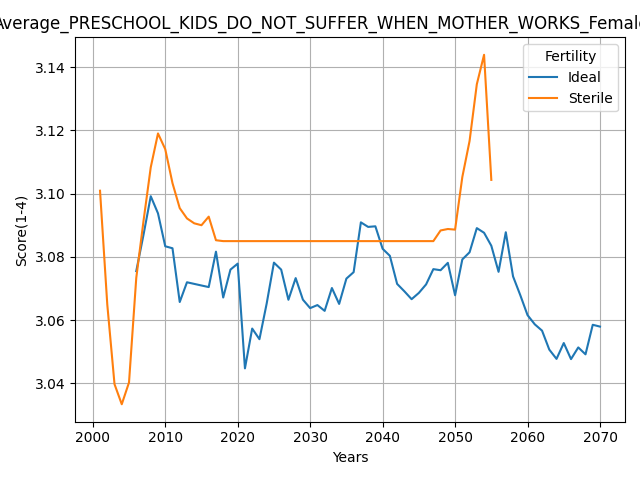 Average_PRESCHOOL_KIDS_DO_NOT_SUFFER_WHEN_MOTHER_WORKS_Female
Fertility
Ideal
Sterile
Score(1-4)
3.14
3.12
3.10
3.08
3.06
3.04
2000 2010 2020 2030 2040 2050 2060 2070
Years